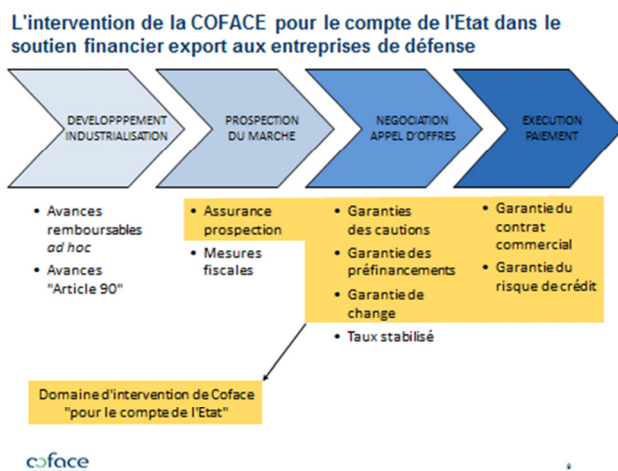 L'intervention de la COFACE pour le compte de l'Etat dans le
soutien financier export aux entreprises de défense
DEVELOPPPEMENT
INDUSTRIALISATION
PROSPECTION
DU MARCHE
NEGOCIATION
APPEL D'OFFRES
EXECUTION
PAIEMENT
• Avances
remboursables
ad hoc
• Avances
"Article 90"
• Assurance
prospection
• Mesures
fiscales
• Garanties
des cautions
• Garantie des
préfinancements
• Garantie de
change
• Taux stabilisé
• Garantie du
contrat
commercial
• Garantie du
risque de crédit
Domaine d'intervention de Coface
"pour le compte de l'Etat"
coface